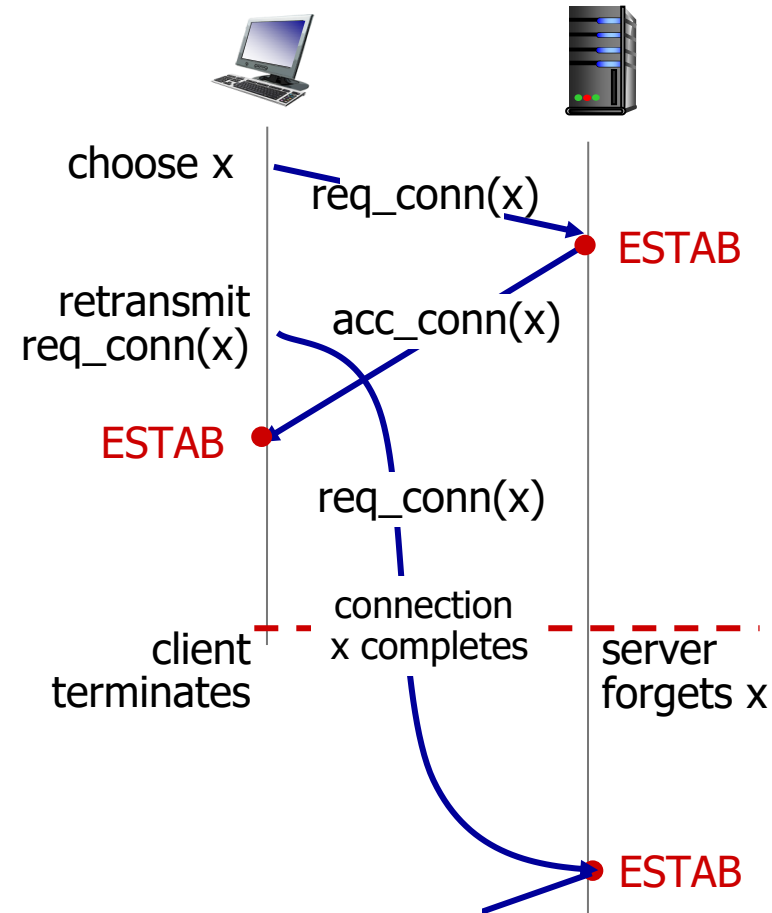 choose x
req_conn(x)
ESTAB
retransmit
req_conn(x)
acc_conn(x)
ESTAB
req_conn(x)
connection
x completes
client
terminates
server
forgets x
ESTAB